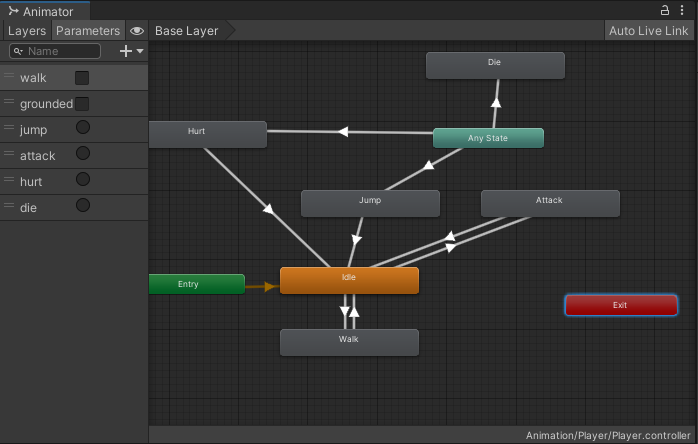 Animator
Layers Parameters Base Layer Auto Live Link
Name
walk
grounded
jump
attack
hurt
die
Die
Hurt
Any State
Jump
Attack
Entry
Idle
Exit
Walk
Animation/Player/Player.controller